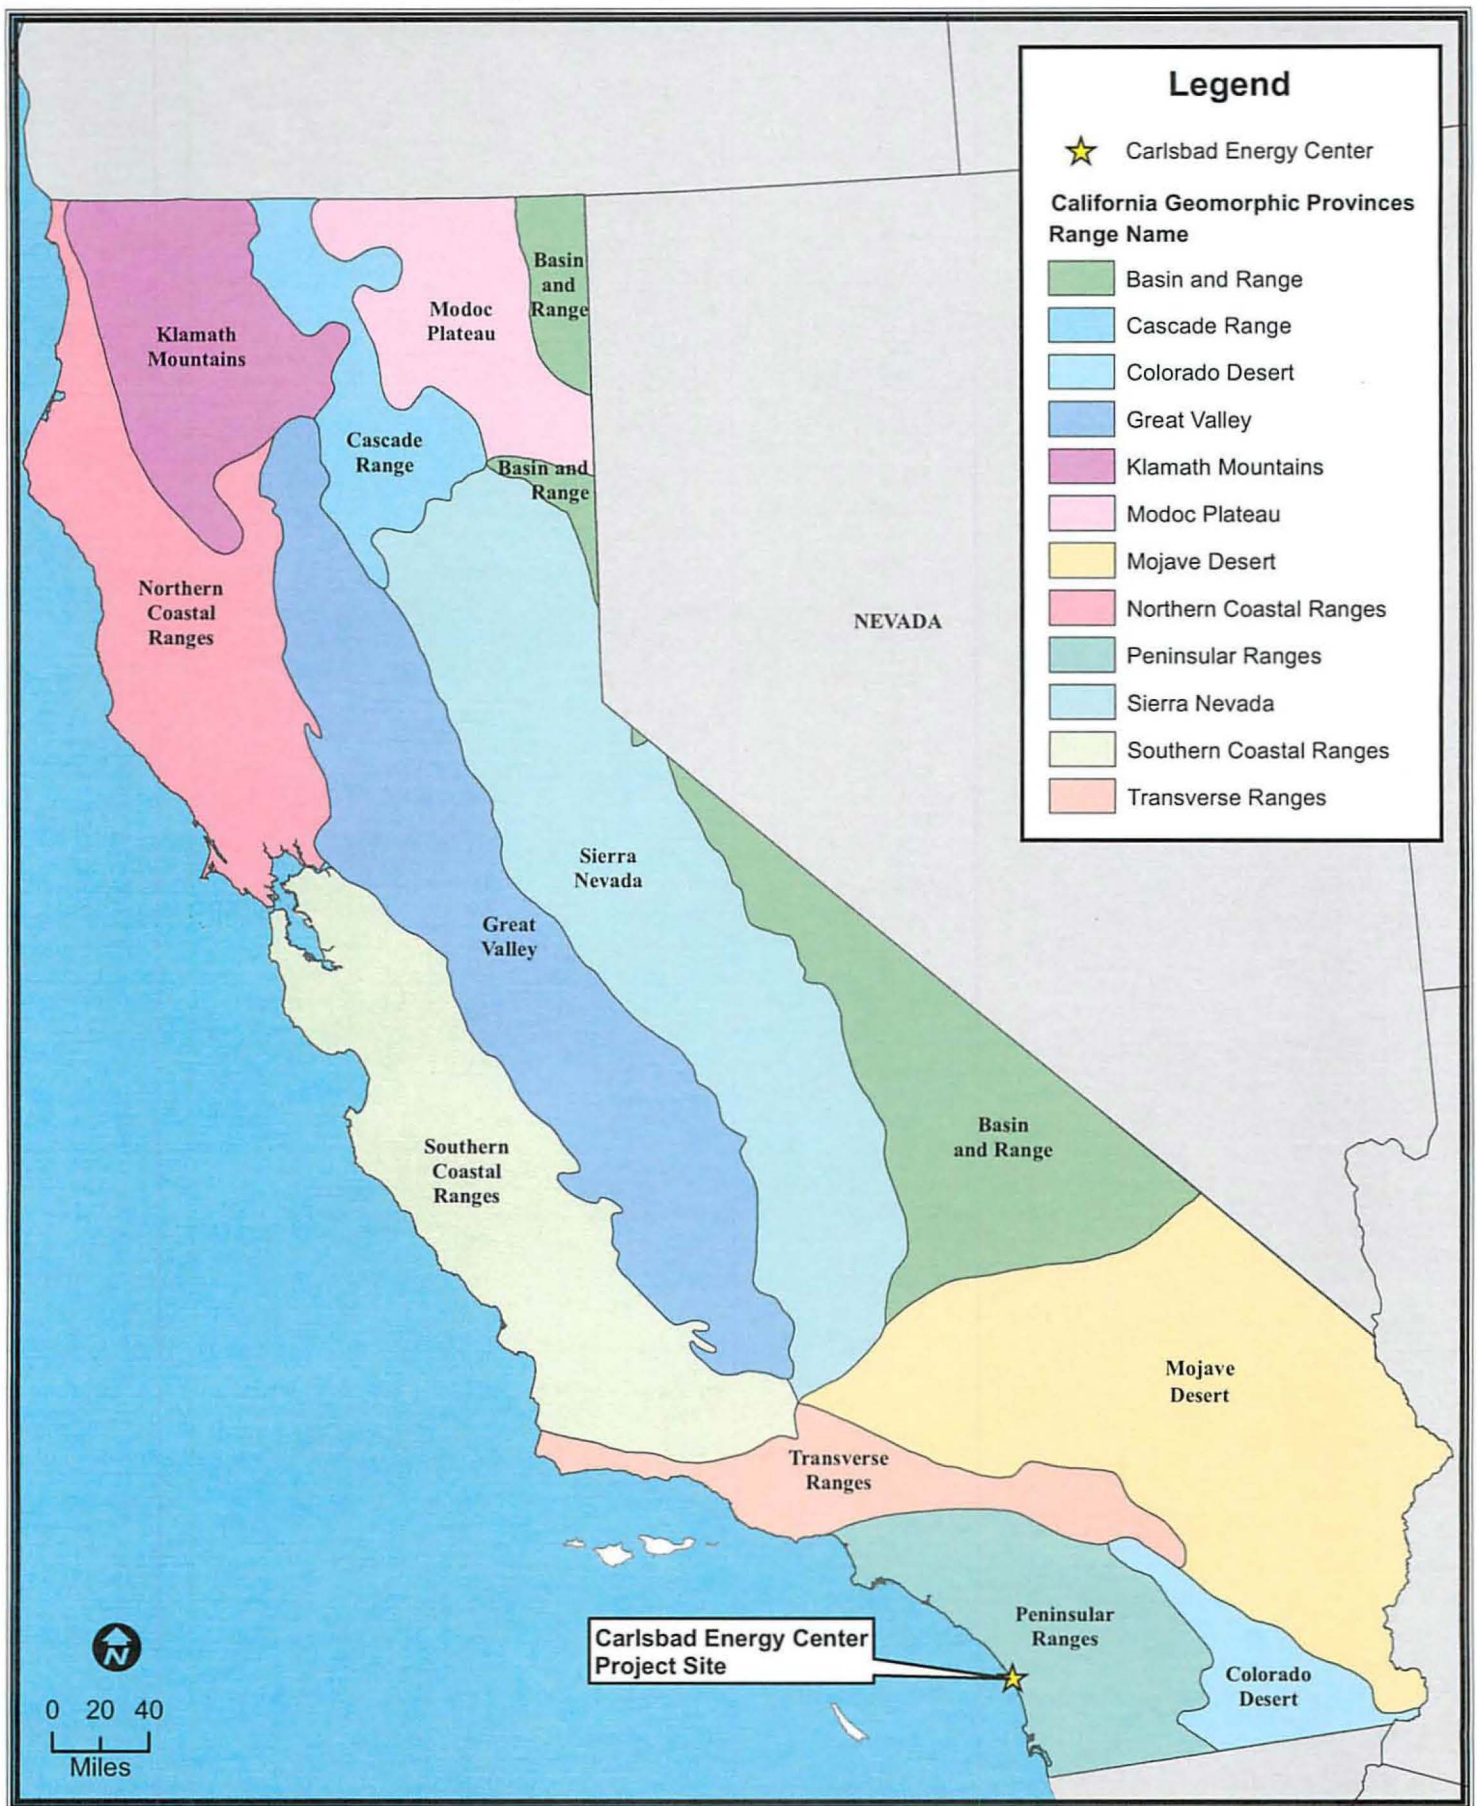 Legend
Carlsbad Energy Center
California Geomorphic Provinces
Range Name
Basin and Range
Cascade Range
Colorado Desert
Great Valley
Klamath Mountains
Modoc Plateau
Mojave Desert
Northern Coastal Ranges
Peninsular Ranges
Sierra Nevada
Southern Coastal Ranges
Transverse Ranges
Basin
and
Range
Modoc
Plateau
Klamath
Mountains
Cascade
Range
Basin and
Range
Northern
Coastal
Ranges
NEVADA
Sierra
Nevada
Great
Valley
Basin
and Range
Southern
Coastal
Ranges
Mojave
Desert
Transverse
Ranges
Peninsular
Ranges
Carlsbad Energy Center
Project Site
Colorado
Desert
N
0 20 40
Miles